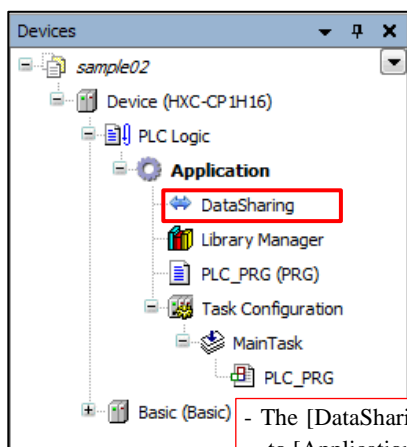 Devices
sample02
Device (HXC-CP1H16)
PLC Logic
Application
DataSharing
Library Manager
PLC_PRG (PRG)
Task Configuration
MainTask
PLC_PRG
Basic (Basic)
- The [DataShari
to [Application